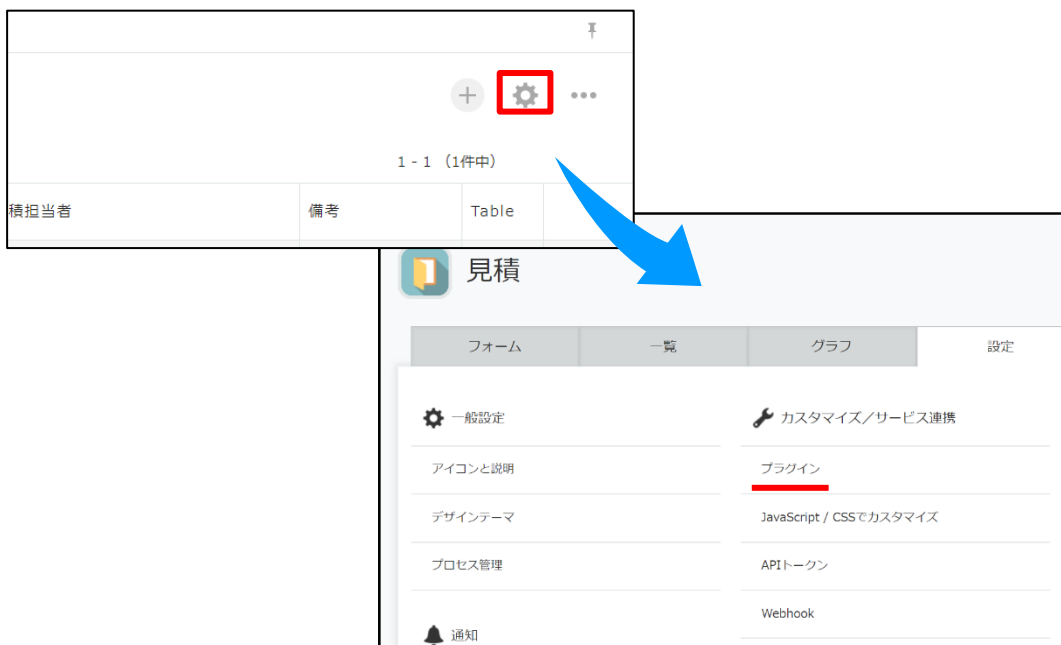 1 - 1 （1件中）
積担当者
備考
Table
見積
フォーム
一覧
グラフ
設定
一般設定
アイコンと説明
デザインテーマ
プロセス管理
通知
カスタマイズ／サービス連携
プラグイン
JavaScript / CSSでカスタマイズ
APIトークン
Webhook